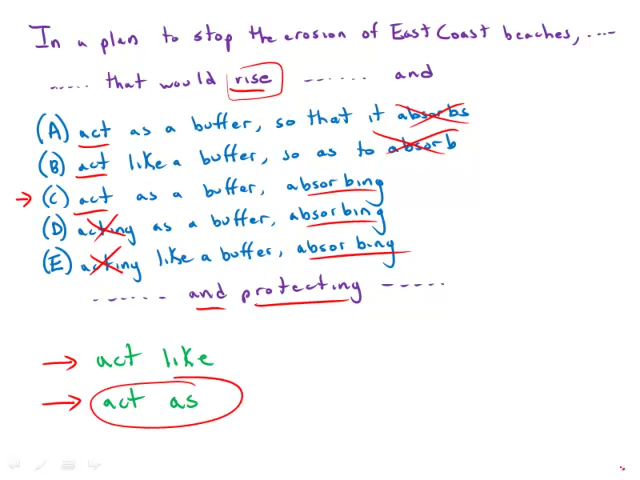 In a plan to stop the erosion of East Coast beaches, .....
..... that would rise ...... and
(A) act as a buffer, so that it absorbs
(B) act like a buffer, so as to absorb
(C) act as a buffer, absorbing
(D) acting as a buffer, absorbing
(E) acting like a buffer, absorbing
...... and protecting .....
act like
act as